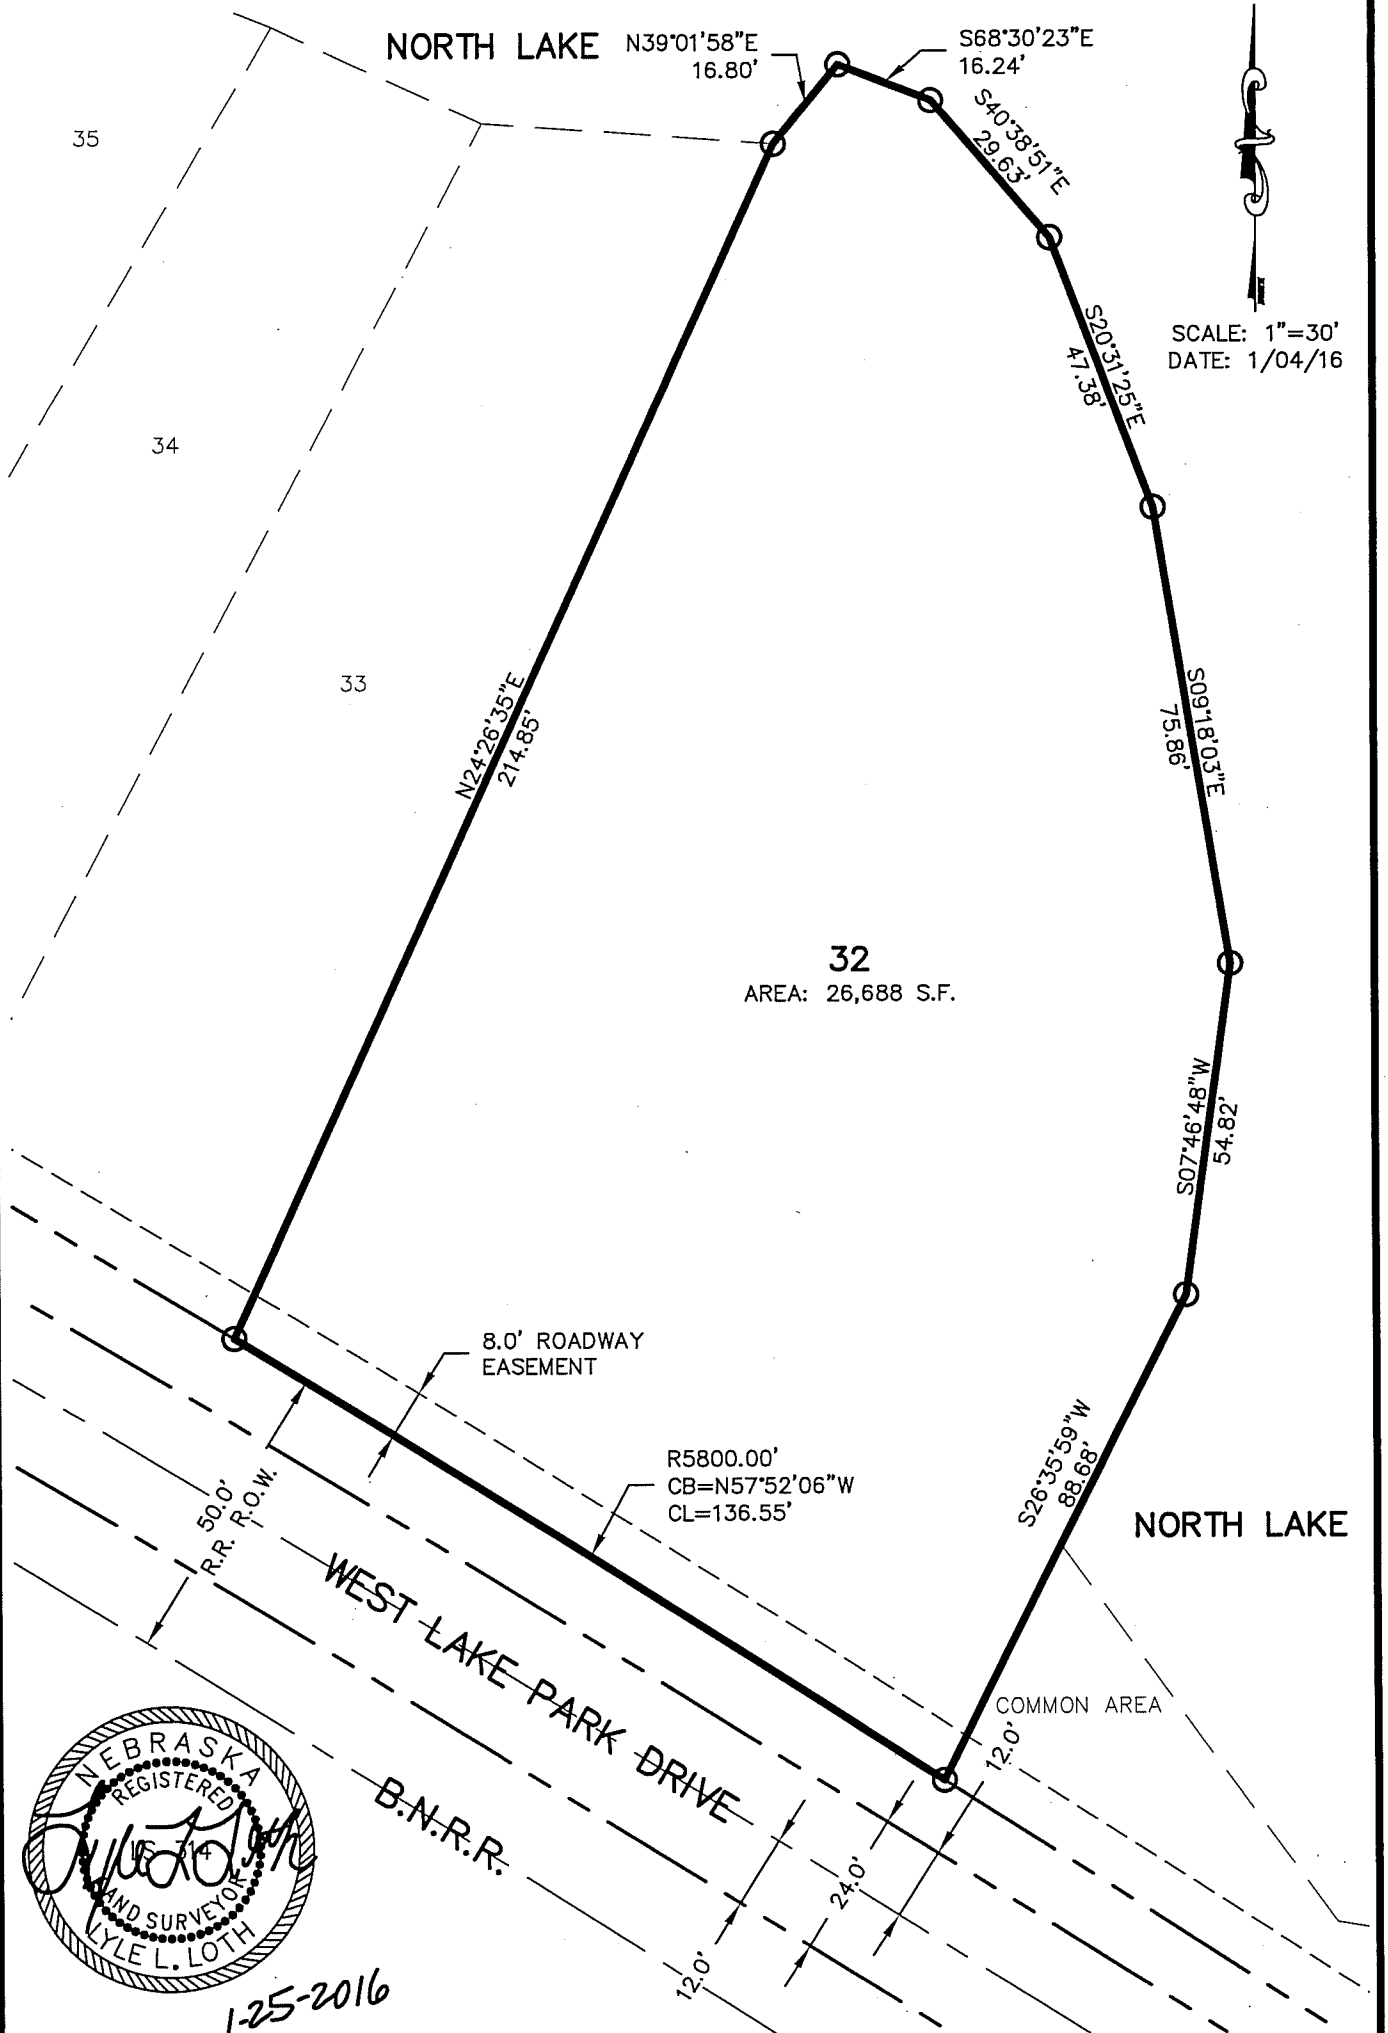 NORTH LAKE
N39°01'58"E
16.80'
S68°30'23"E
16.24'
S40°38'51"E
29.63'
35
SCALE: 1"=30'
DATE: 1/04/16
S20°31'25"E
47.38'
34
33
N24°26'35"E
214.85'
S09°18'03"E
75.86'
32
AREA: 26,688 S.F.
S07°46'48"W
54.82'
8.0' ROADWAY
EASEMENT
R5800.00'
CB=N57°52'06"W
CL=136.55'
S26°35'59"W
88.68'
50.0'
R.R. R.O.W.
NORTH LAKE
WEST LAKE PARK DRIVE
COMMON AREA
12.0'
B.N.R.R.
24.0'
12.0'
NEBRASKA
REGISTERED
LS-314
LAND SURVEYOR
LYLE L. LOTH
1-25-2016